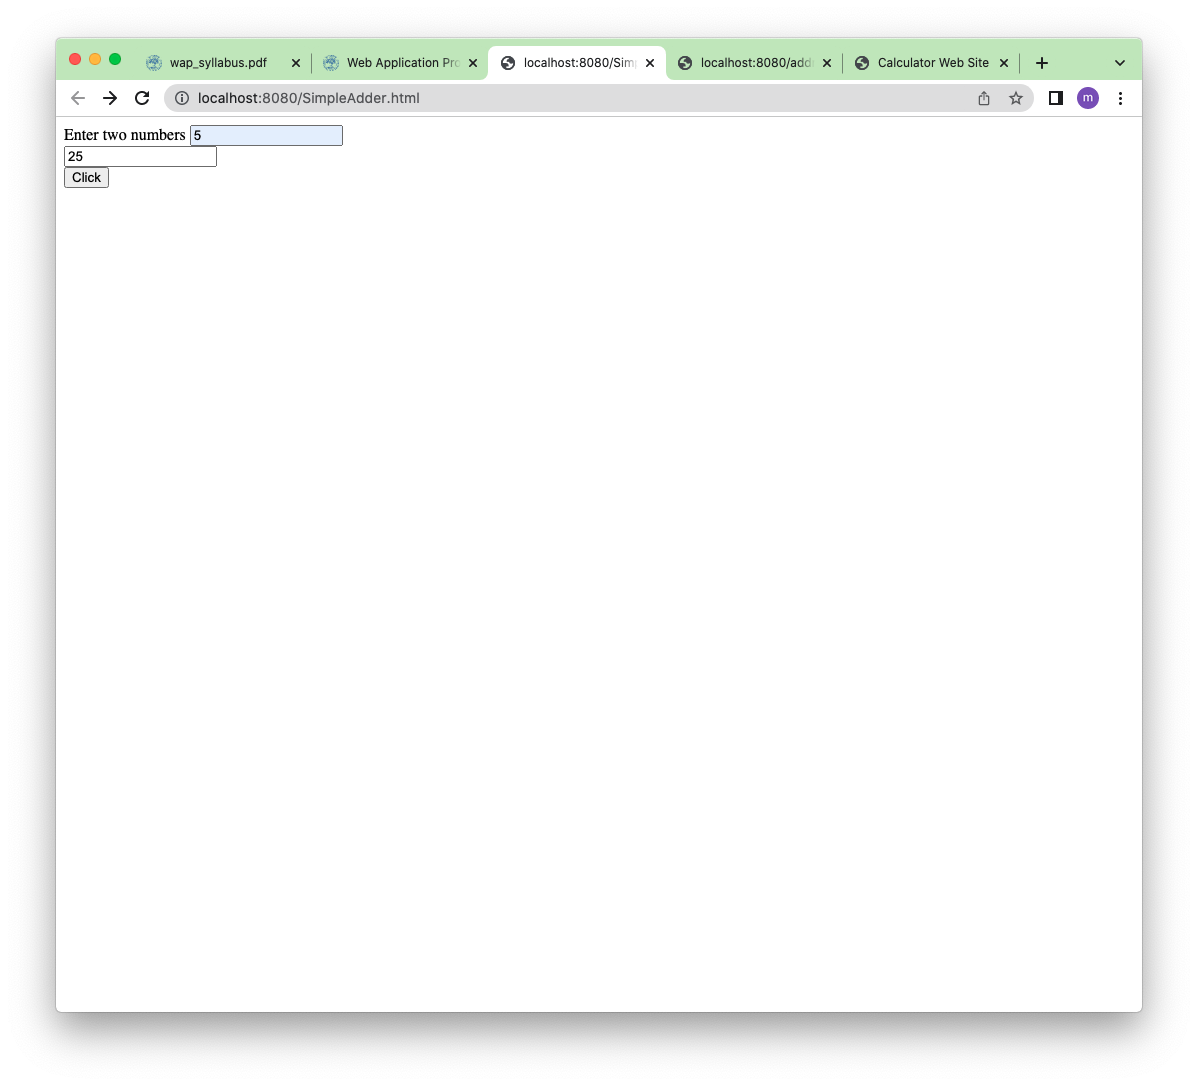 wap_syllabus.pdf
Web Application Pro
localhost:8080/Sim
localhost:8080/add
Calculator Web Site
localhost:8080/SimpleAdder.html
m
Enter two numbers 5
25
Click